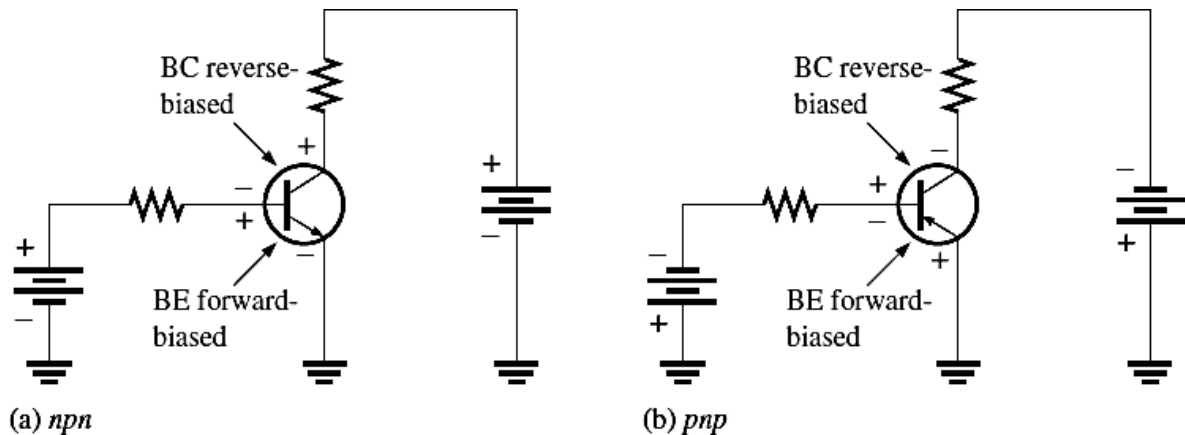 BC reverse-
biased
+
−
+
−
+
−
+
−
BE forward-
biased
(a) npn
BC reverse-
biased
−
+
−
+
−
+
−
+
BE forward-
biased
(b) pnp